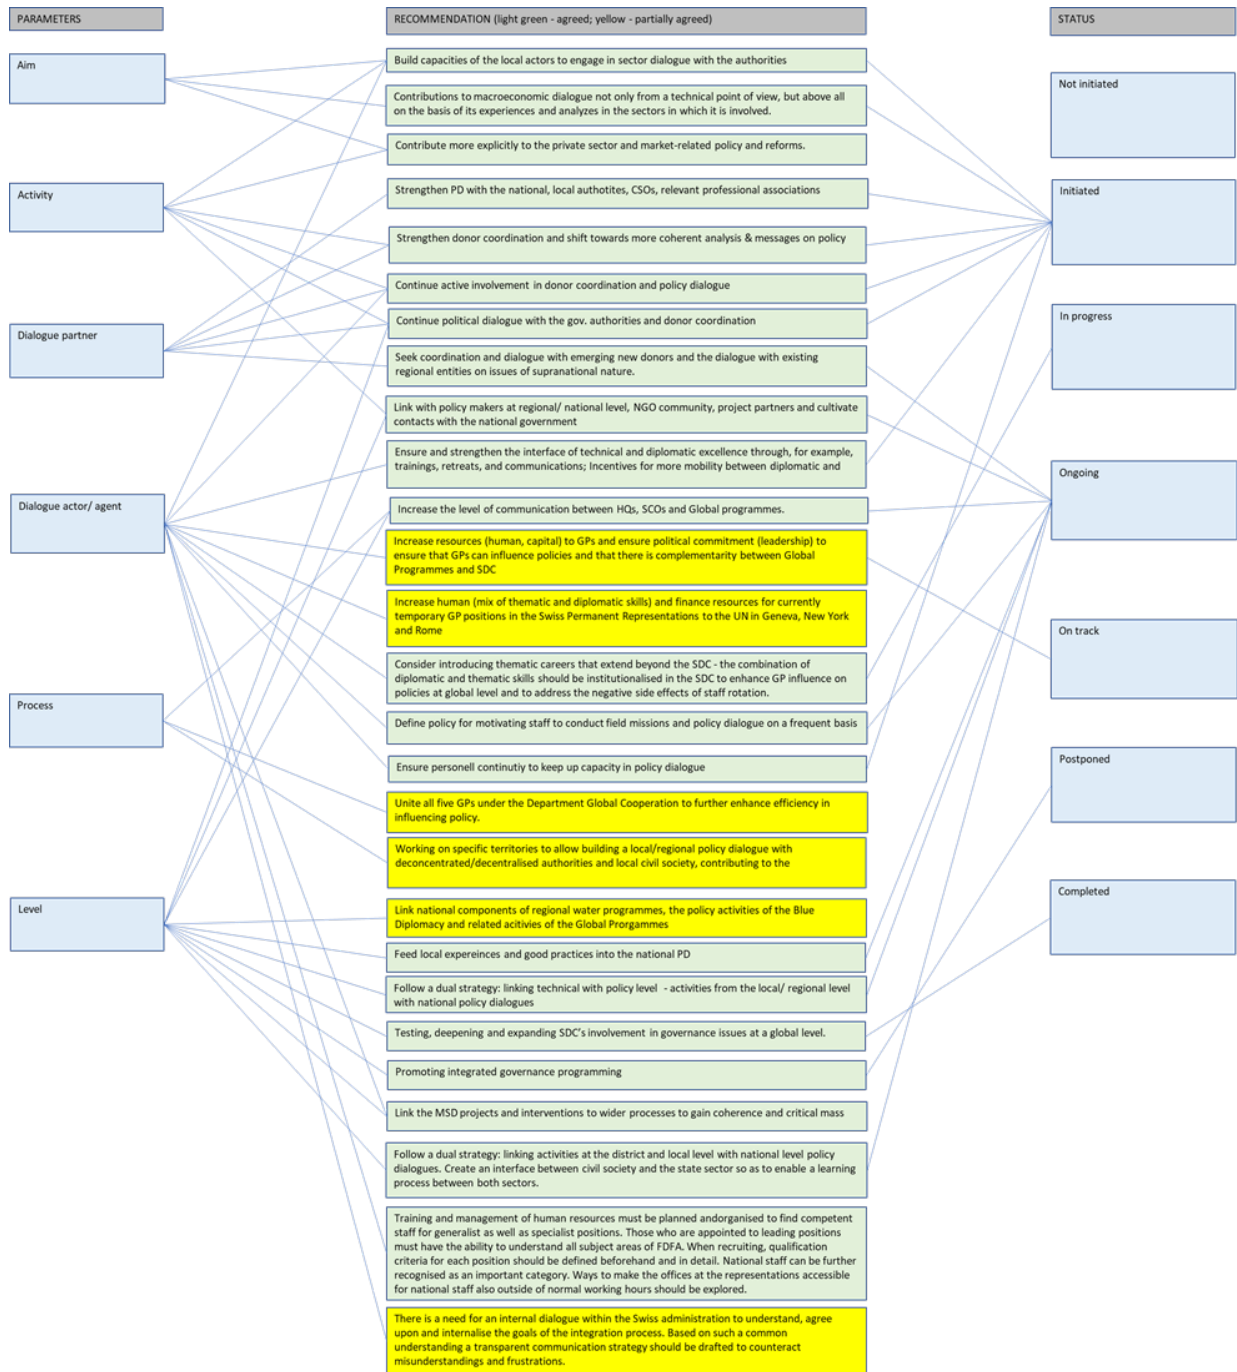 PARAMETERS
RECOMMENDATION (light green - agreed; yellow - partially agreed)
STATUS
Aim
Activity
Dialogue partner
Dialogue actor/ agent
Process
Level
Build capacities of the local actors to engage in sector dialogue with the authorities
Contributions to macroeconomic dialogue not only from a technical point of view, but above all
on the basis of its experiences and analyzes in the sectors in which it is involved.
Contribute more explicitly to the private sector and market-related policy and reforms.
Strengthen PD with the national, local authotites, CSOs, relevant professional associations
Strengthen donor coordination and shift towards more coherent analysis & messages on policy
Continue active involvement in donor coordination and policy dialogue
Continue political dialogue with the gov. authorities and donor coordination
Seek coordination and dialogue with emerging new donors and the dialogue with existing
regional entities on issues of supranational nature.
Link with policy makers at regional/ national level, NGO community, project partners and cultivate
contacts with the national government
Ensure and strengthen the interface of technical and diplomatic excellence through, for example,
trainings, retreats, and communications; Incentives for more mobility between diplomatic and
Increase the level of communication between HQs, SCOs and Global programmes.
Increase resources (human, capital) to GPs and ensure political commitment (leadership) to
ensure that GPs can influence policies and that there is complementarity between Global
Programmes and SDC
Increase human (mix of thematic and diplomatic skills) and finance resources for currently
temporary GP positions in the Swiss Permanent Representations to the UN in Geneva, New York
and Rome
Consider introducing thematic careers that extend beyond the SDC - the combination of
diplomatic and thematic skills should be institutionalised in the SDC to enhance GP influence on
policies at global level and to address the negative side effects of staff rotation.
Define policy for motivating staff to conduct field missions and policy dialogue on a frequent basis
Ensure personell continutiy to keep up capacity in policy dialogue
Unite all five GPs under the Department Global Cooperation to further enhance efficiency in
influencing policy.
Working on specific territories to allow building a local/regional policy dialogue with
deconcentrated/decentralised authorities and local civil society, contributing to the
Link national components of regional water programmes, the policy activities of the Blue
Diplomacy and related acitivies of the Global Prorgammes
Feed local expereinces and good practices into the national PD
Follow a dual strategy: linking technical with policy level - activities from the local/ regional level
with national policy dialogues
Testing, deepening and expanding SDC's involvement in governance issues at a global level.
Promoting integrated governance programming
Link the MSD projects and interventions to wider processes to gain coherence and critical mass
Follow a dual strategy: linking activities at the district and local level with national level policy
dialogues. Create an interface between civil society and the state sector so as to enable a learning
process between both sectors.
Training and management of human resources must be planned andorganised to find competent
staff for generalist as well as specialist positions. Those who are appointed to leading positions
must have the ability to understand all subject areas of FDFA. When recruiting, qualification
criteria for each position should be defined beforehand and in detail. National staff can be further
recognised as an important category. Ways to make the offices at the representations accessible
for national staff also outside of normal working hours should be explored.
There is a need for an internal dialogue within the Swiss administration to understand, agree
upon and internalise the goals of the integration process. Based on such a common
understanding a transparent communication strategy should be drafted to counteract
misunderstandings and frustrations.
Not initiated
Initiated
In progress
Ongoing
On track
Postponed
Completed